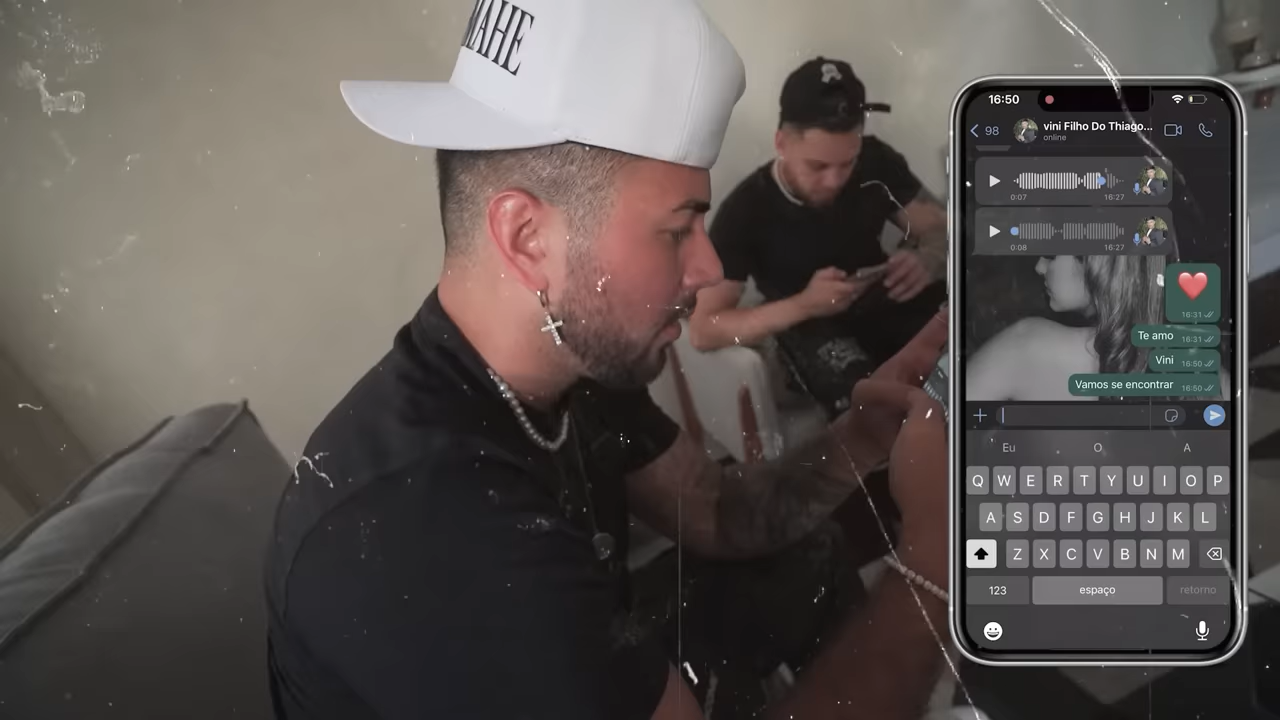 MAHE
16:50
98
vini Filho Do Thiago...
online
0:07 16:27
0:08 16:27
❤️
16:31
Te amo 16:31
Vini 16:50
Vamos se encontrar 16:50
Eu O A
Q W E R T Y U I O P
A S D F G H J K L
Z X C V B N M
123 espaço retorno